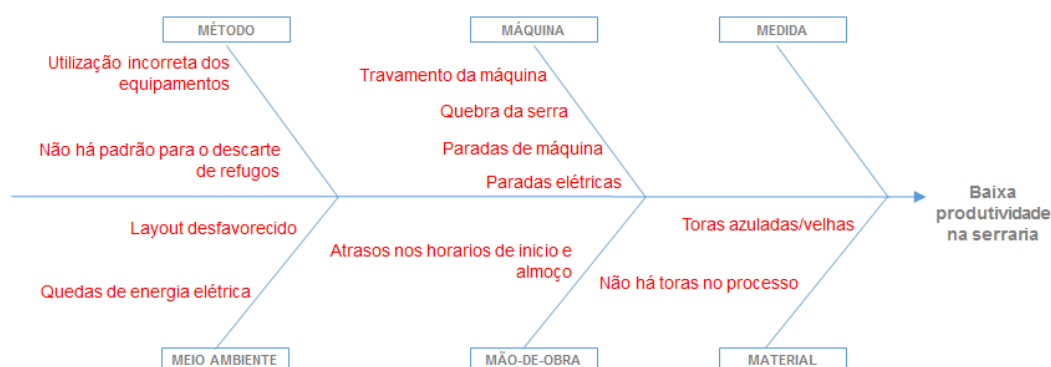 MÉTODO
MÁQUINA
MEDIDA
Utilização incorreta dos
equipamentos
Travamento da máquina
Quebra da serra
Não há padrão para o descarte
de refugos
Paradas de máquina
Paradas elétricas
Baixa
produtividade
na serraria
Layout desfavorecido
Toras azuladas/velhas
Atrasos nos horarios de inicio e
almoço
Quedas de energia elétrica
Não há toras no processo
MEIO AMBIENTE
MÃO-DE-OBRA
MATERIAL